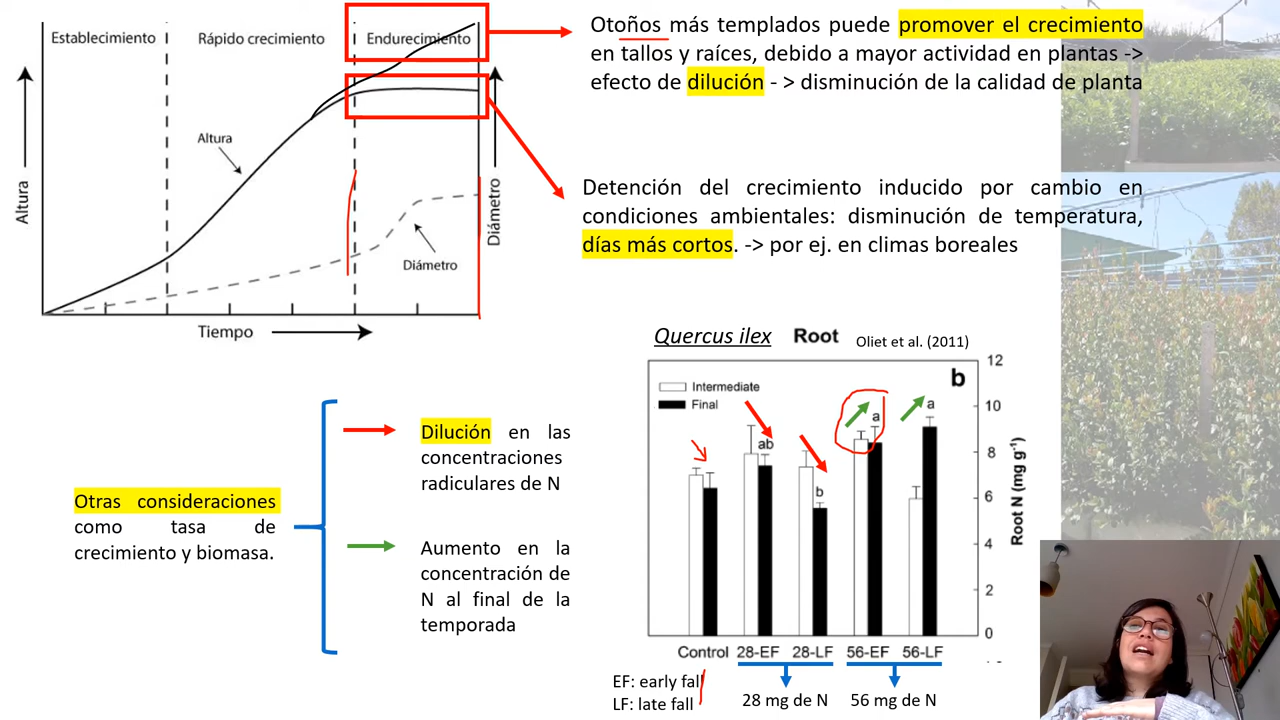 Establecimiento
Rápido crecimiento
Endurecimiento
Altura
Altura
Diámetro
Diámetro
Tiempo
Otoños más templados puede promover el crecimiento
en tallos y raíces, debido a mayor actividad en plantas ->
efecto de dilución - > disminución de la calidad de planta
Detención del crecimiento inducido por cambio en
condiciones ambientales: disminución de temperatura,
días más cortos. -> por ej. en climas boreales
Otras consideraciones
como tasa de
crecimiento y biomasa.
Dilución en las
concentraciones
radiculares de N
Aumento en la
concentración de
N al final de la
temporada
Quercus ilex Root Oliet et al. (2011)
b
Intermediate
Final
ab
b
a
a
12
10
8
6
4
2
0
Root N (mg g⁻¹)
Control 28-EF 28-LF 56-EF 56-LF
EF: early fall
LF: late fall
28 mg de N
56 mg de N